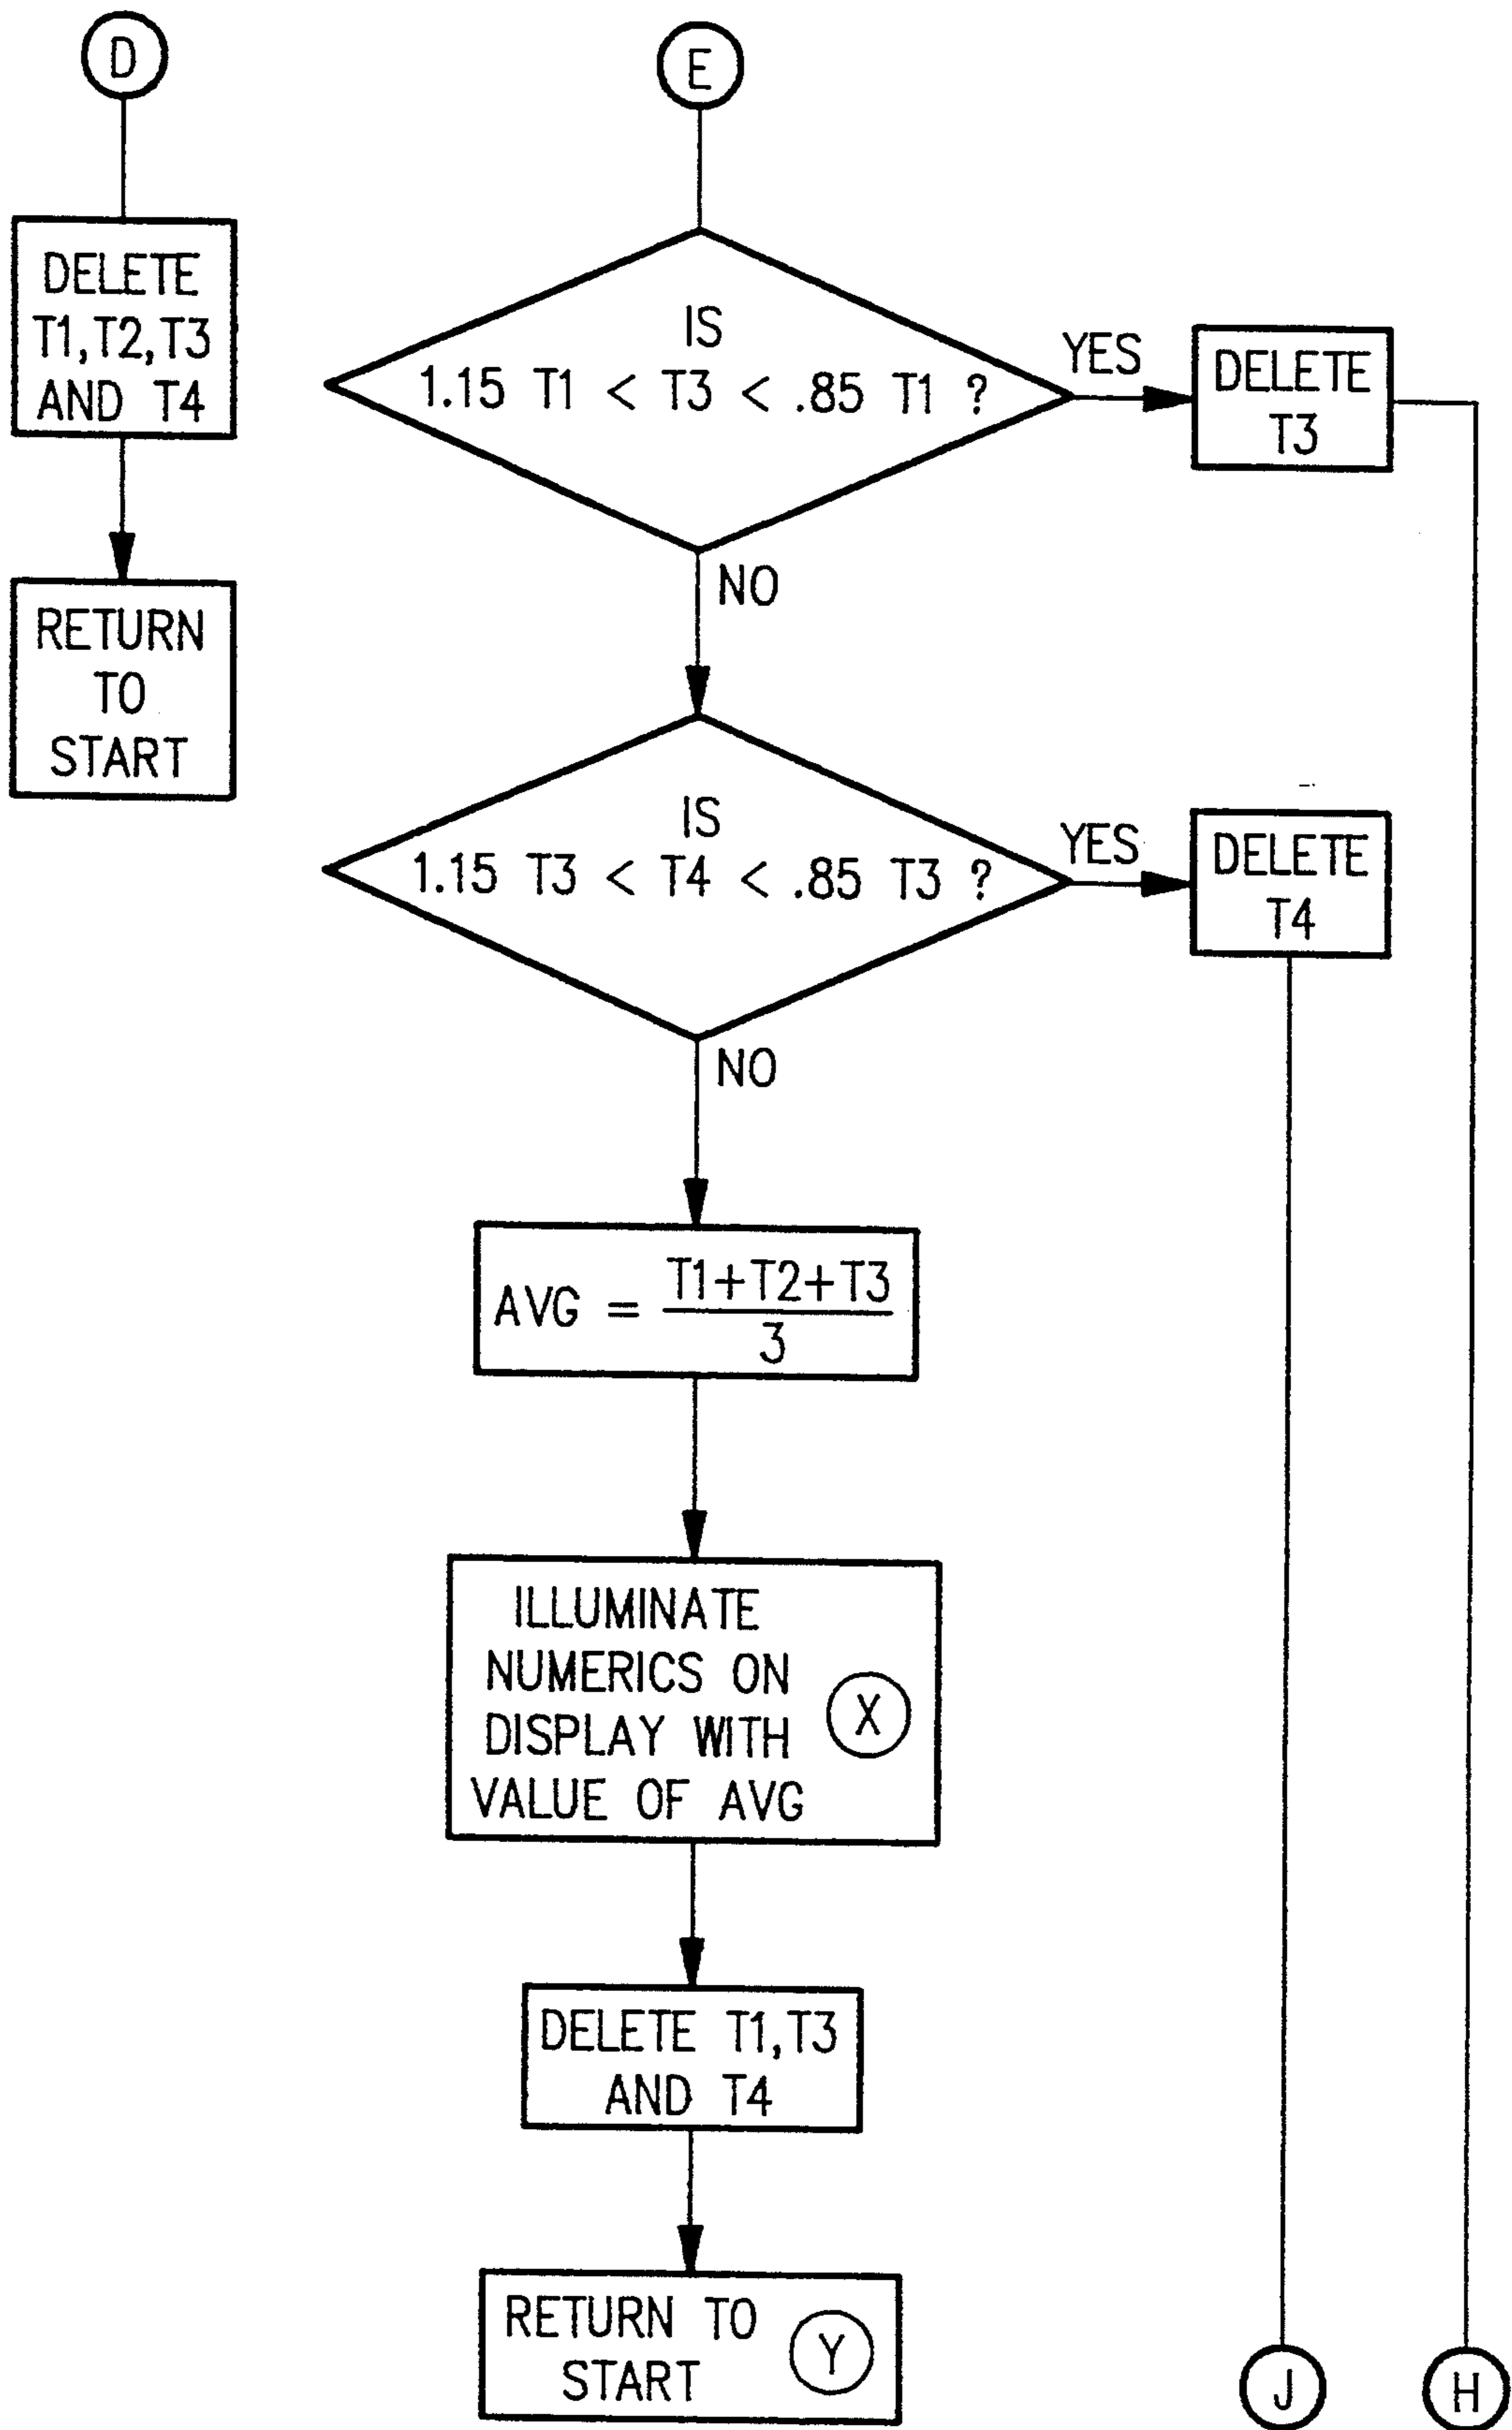 D
DELETE
T1,T2,T3
AND T4
RETURN
TO
START
E
IS
1.15 T1 < T3 < .85 T1 ?
YES
DELETE
T3
NO
IS
1.15 T3 < T4 < .85 T3 ?
YES
DELETE
T4
NO
AVG = T1+T2+T3
3
ILLUMINATE
NUMERICS ON
DISPLAY WITH
VALUE OF AVG
X
DELETE T1,T3
AND T4
RETURN TO
START
Y
J
H